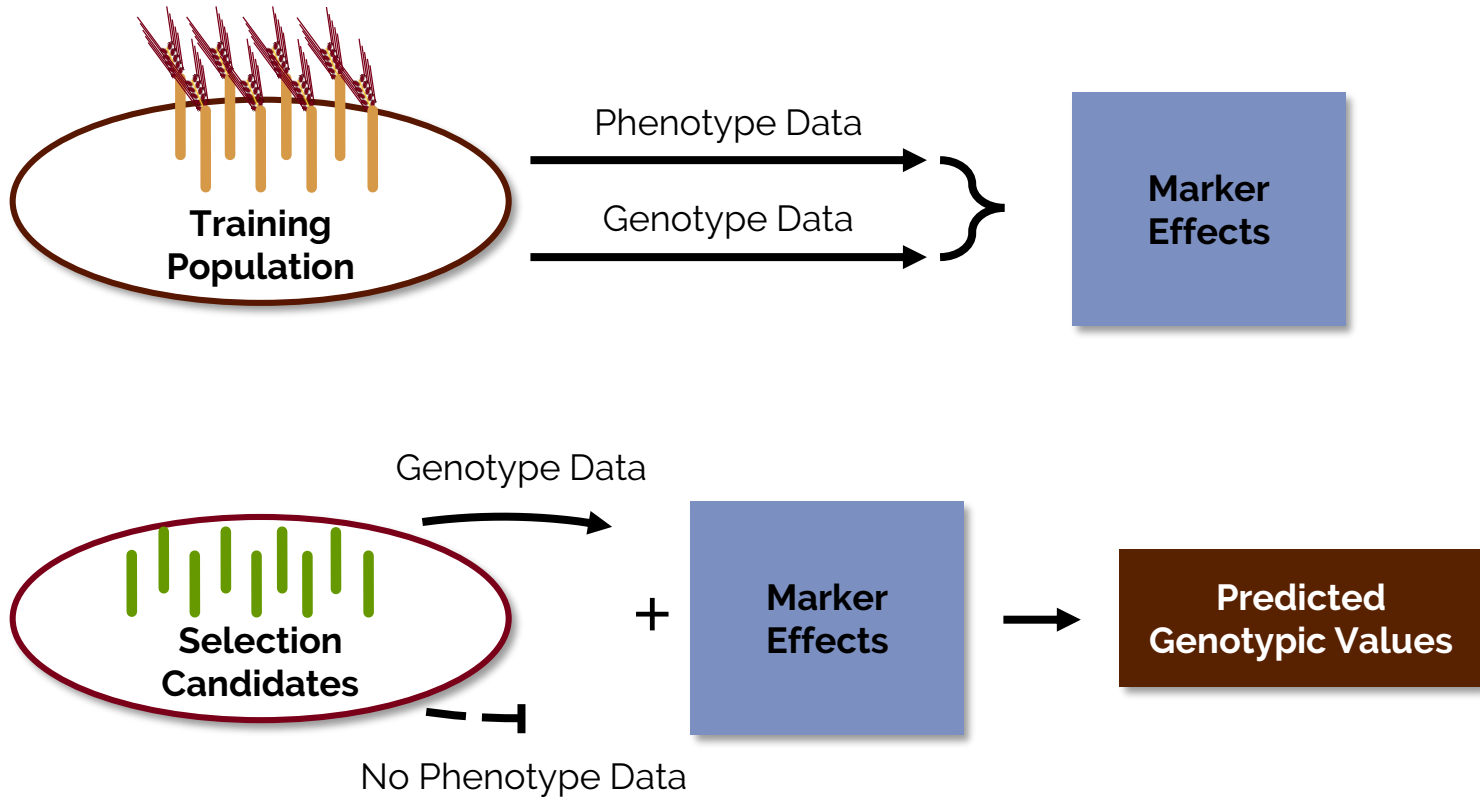 Training
Population
Phenotype Data
Genotype Data
Marker
Effects
Genotype Data
Selection
Candidates
No Phenotype Data
+
Marker
Effects
Predicted
Genotypic Values